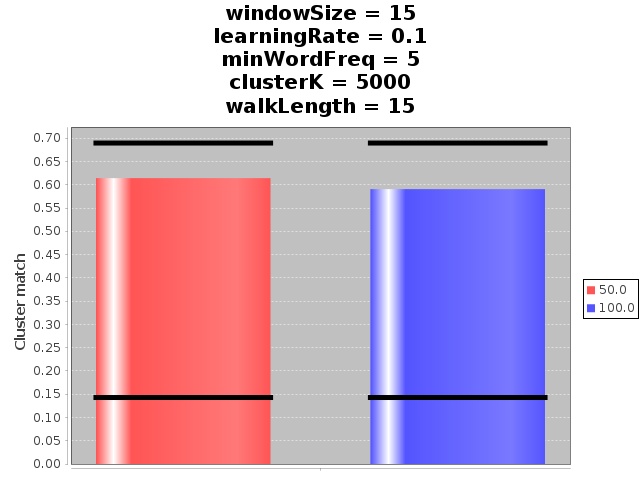 windowSize = 15
learningRate = 0.1
minWordFreq = 5
clusterK = 5000
walkLength = 15
0.70
0.65
0.60
0.55
0.50
0.45
0.40
0.35
0.30
0.25
0.20
0.15
0.10
0.05
0.00
Cluster match
50.0
100.0